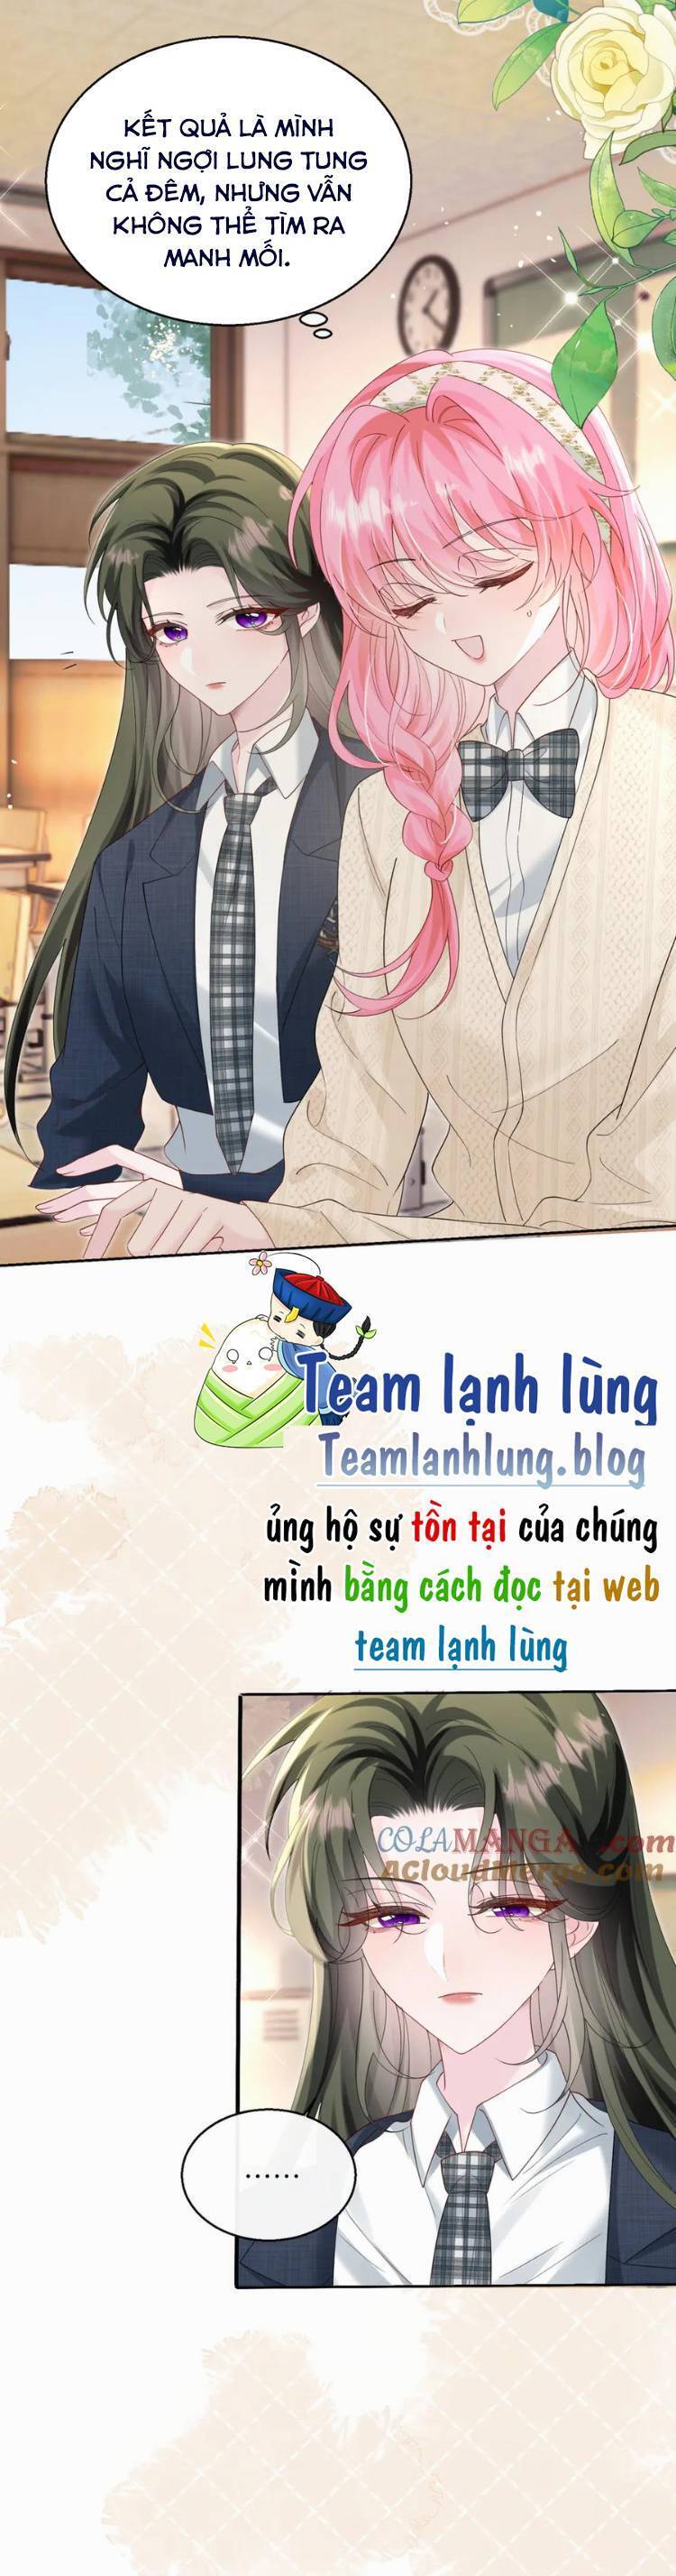 KẾT QUẢ LÀ MÌNH
NGHĨ NGỢI LUNG TUNG
CẢ ĐÊM, NHƯNG VẪN
KHÔNG THỂ TÌM RA
MANH MỐI.
Team lạnh lùng
Teamlanhlung.blog
ủng hộ sự tồn tại của chúng
mình bằng cách đọc tại web
team lạnh lùng
COLAMANGA.com
ACloudMerge.com
......